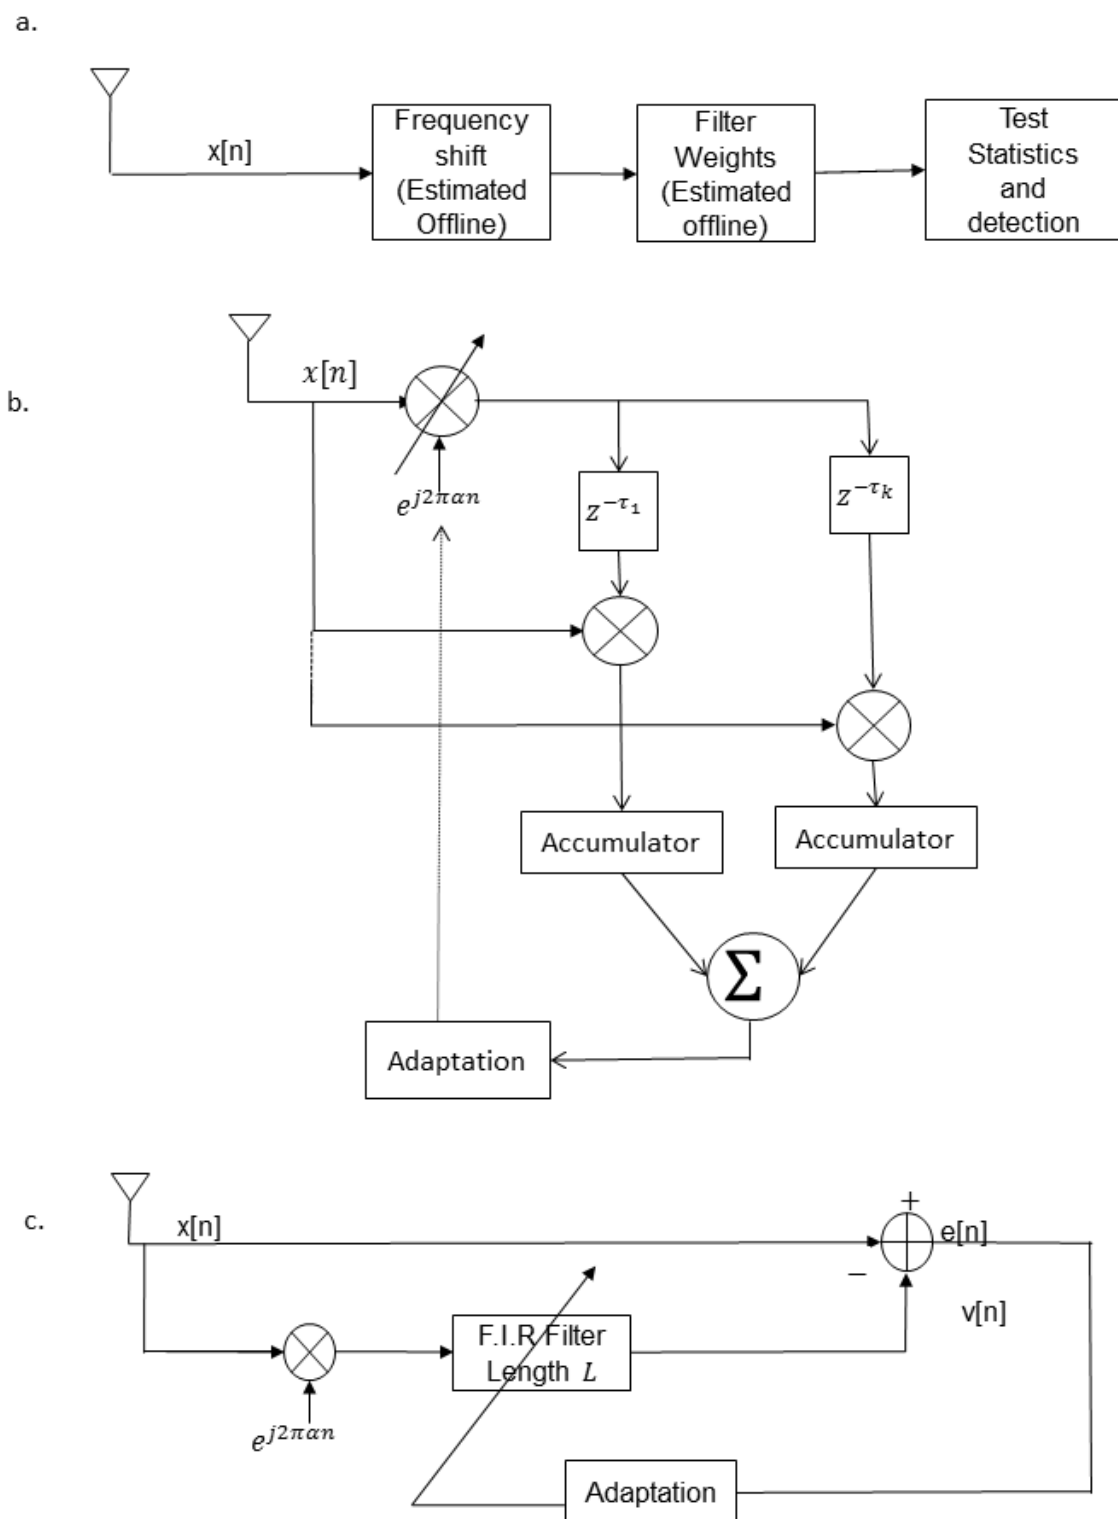 a.
x[n]
Frequency
shift
(Estimated
Offline)
Filter
Weights
(Estimated
offline)
Test
Statistics
and
detection
b.
x[n]
e^{j2παn}
z^{-τ_1}
z^{-τ_k}
Accumulator
Accumulator
Σ
Adaptation
c.
x[n]
+
e[n]
−
v[n]
F.I.R Filter
Length L
e^{j2παn}
Adaptation